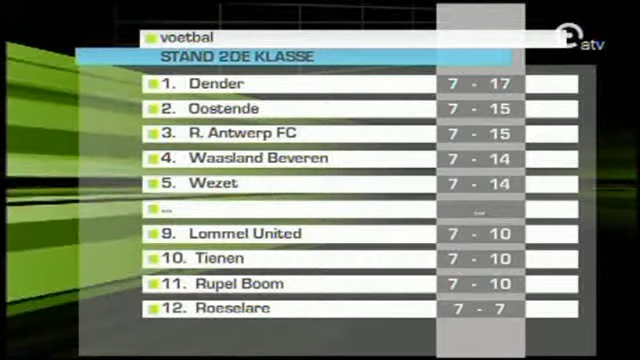 voetbal
atv
STAND 2DE KLASSE
1. Dender 7 - 17
2. Oostende 7 - 15
3. R. Antwerp FC 7 - 15
4. Waasland Beveren 7 - 14
5. Wezet 7 - 14
... ...
9. Lommel United 7 - 10
10. Tienen 7 - 10
11. Rupel Boom 7 - 10
12. Roeselare 7 - 7